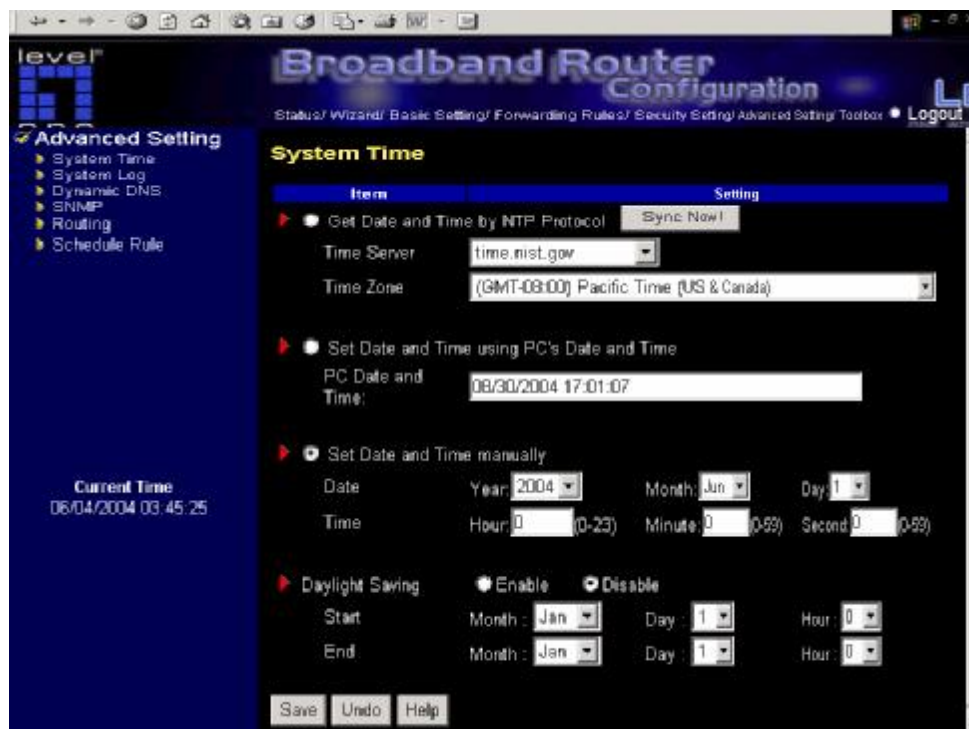 level
Broadband Router
Configuration
Status/ Wizard/ Basic Setting/ Forwarding Rules/ Security Setting/ Advanced Setting/ Toolbox Logout
Advanced Setting
System Time
System Log
Dynamic DNS
SNMP
Routing
Schedule Rule
Current Time
06/04/2004 03:45:25
System Time
Item Setting
Get Date and Time by NTP Protocol Sync Now!
Time Server time.nist.gov
Time Zone (GMT-08:00) Pacific Time (US & Canada)
Set Date and Time using PC's Date and Time
PC Date and
Time: 08/30/2004 17:01:07
Set Date and Time manually
Date Year: 2004 Month: Jun Day: 1
Time Hour: 0 (0-23) Minute: 0 (0-59) Second: 0 (0-59)
Daylight Saving Enable Disable
Start Month : Jan Day : 1 Hour : 0
End Month : Jan Day : 1 Hour : 0
Save Undo Help